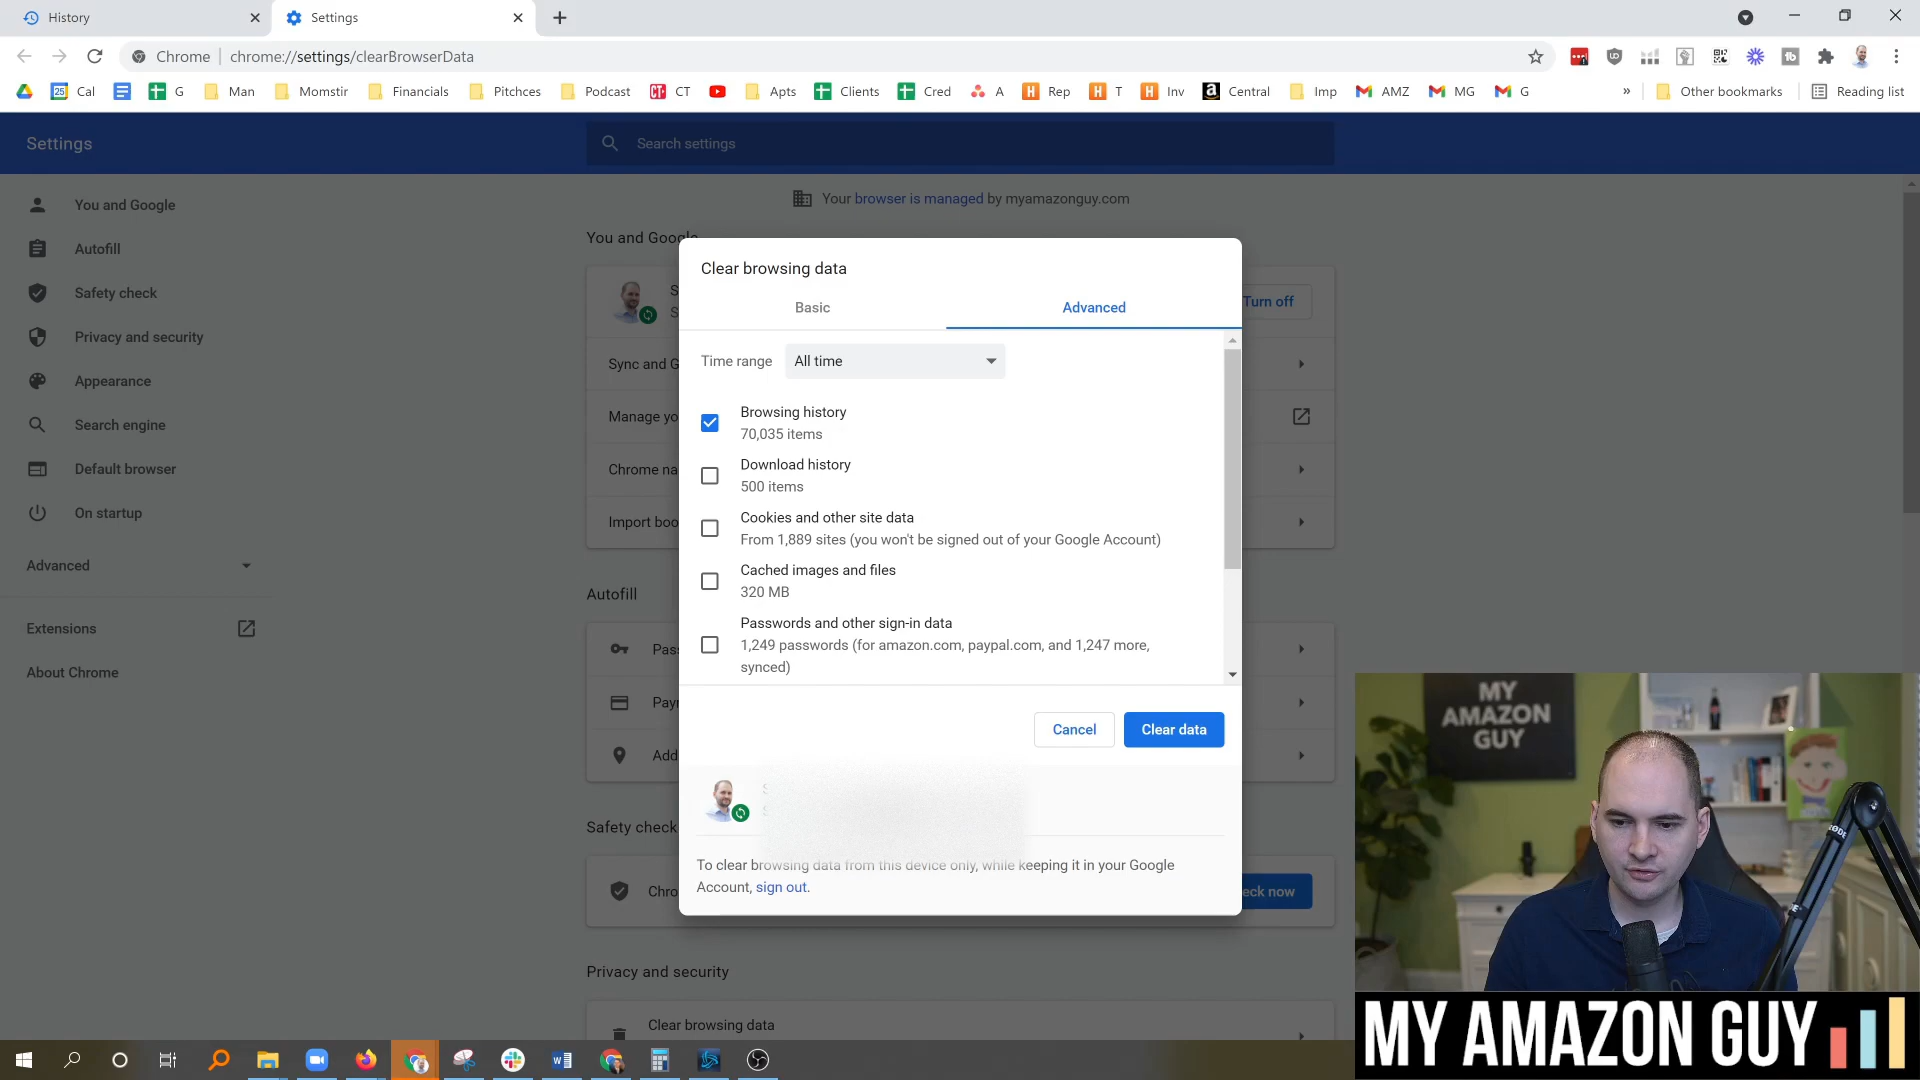 History
Settings
Chrome
chrome://settings/clearBrowserData
25 Cal
G
Man
Momstir
Financials
Pitchces
Podcast
CT
Apts
Clients
Cred
A
Rep
T
Inv
Central
Imp
AMZ
MG
G
»
Other bookmarks
Reading list
Settings
Search settings
Your browser is managed by myamazonguy.com
You and Google
Autofill
Safety check
Privacy and security
Appearance
Search engine
Default browser
On startup
Advanced
Extensions
About Chrome
You and Google
Turn off
Sync and G
Manage yo
Chrome na
Import boo
Autofill
Pas
Pay
Add
Safety check
Chro
eck now
Privacy and security
Clear browsing data
Clear browsing data
Basic
Advanced
Time range
All time
Browsing history
70,035 items
Download history
500 items
Cookies and other site data
From 1,889 sites (you won't be signed out of your Google Account)
Cached images and files
320 MB
Passwords and other sign-in data
1,249 passwords (for amazon.com, paypal.com, and 1,247 more,
synced)
Cancel
Clear data
To clear browsing data from this device only, while keeping it in your Google
Account, sign out.
MY
AMAZON
GUY
RODE
MY AMAZON GUY